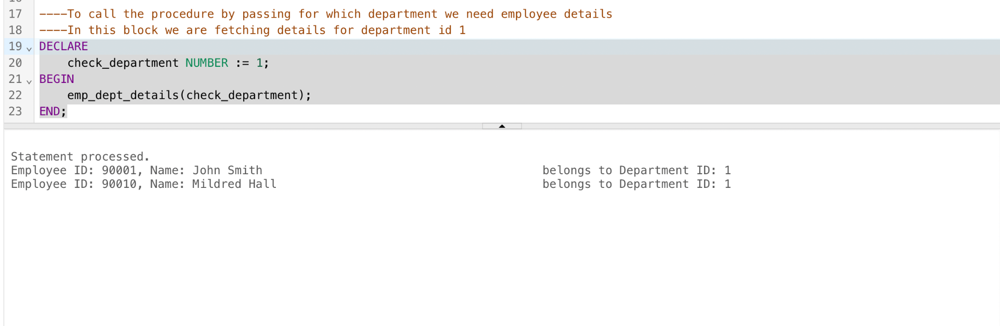 17 ----To call the procedure by passing for which department we need employee details
18 ----In this block we are fetching details for department id 1
19 DECLARE
20     check_department NUMBER := 1;
21 BEGIN
22     emp_dept_details(check_department);
23 END;
Statement processed.
Employee ID: 90001, Name: John Smith                                        belongs to Department ID: 1
Employee ID: 90010, Name: Mildred Hall                                      belongs to Department ID: 1